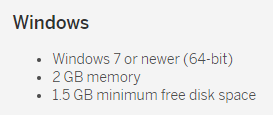 Windows
• Windows 7 or newer (64-bit)
• 2 GB memory
• 1.5 GB minimum free disk space